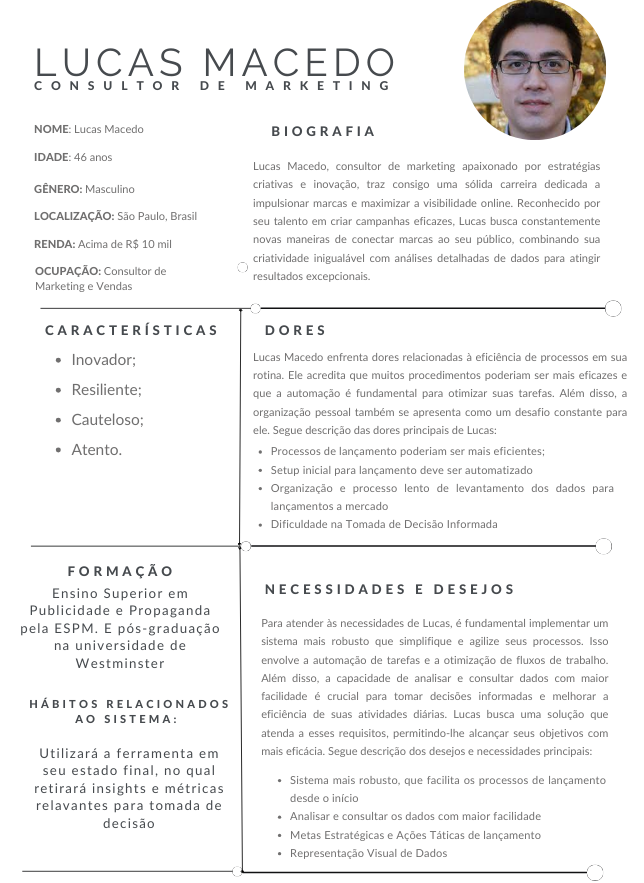 LUCAS MACEDO
CONSULTOR DE MARKETING
NOME: Lucas Macedo
IDADE: 46 anos
GÊNERO: Masculino
LOCALIZAÇÃO: São Paulo, Brasil
RENDA: Acima de R$ 10 mil
OCUPAÇÃO: Consultor de
Marketing e Vendas
BIOGRAFIA
Lucas Macedo, consultor de marketing apaixonado por estratégias
criativas e inovação, traz consigo uma sólida carreira dedicada a
impulsionar marcas e maximizar a visibilidade online. Reconhecido por
seu talento em criar campanhas eficazes, Lucas busca constantemente
novas maneiras de conectar marcas ao seu público, combinando sua
criatividade inigualável com análises detalhadas de dados para atingir
resultados excepcionais.
CARACTERÍSTICAS
• Inovador;
• Resiliente;
• Cauteloso;
• Atento.
DORES
Lucas Macedo enfrenta dores relacionadas à eficiência de processos em sua
rotina. Ele acredita que muitos procedimentos poderiam ser mais eficazes e
que a automação é fundamental para otimizar suas tarefas. Além disso, a
organização pessoal também se apresenta como um desafio constante para
ele. Segue descrição das dores principais de Lucas:
• Processos de lançamento poderiam ser mais eficientes;
• Setup inicial para lançamento deve ser automatizado
• Organização e processo lento de levantamento dos dados para
lançamentos a mercado
• Dificuldade na Tomada de Decisão Informada
FORMAÇÃO
Ensino Superior em
Publicidade e Propaganda
pela ESPM. E pós-graduação
na universidade de
Westminster
HÁBITOS RELACIONADOS
AO SISTEMA:
Utilizará a ferramenta em
seu estado final, no qual
retirará insights e métricas
relavantes para tomada de
decisão
NECESSIDADES E DESEJOS
Para atender às necessidades de Lucas, é fundamental implementar um
sistema mais robusto que simplifique e agilize seus processos. Isso
envolve a automação de tarefas e a otimização de fluxos de trabalho.
Além disso, a capacidade de analisar e consultar dados com maior
facilidade é crucial para tomar decisões informadas e melhorar a
eficiência de suas atividades diárias. Lucas busca uma solução que
atenda a esses requisitos, permitindo-lhe alcançar seus objetivos com
mais eficácia. Segue descrição dos desejos e necessidades principais:
• Sistema mais robusto, que facilita os processos de lançamento
desde o início
• Analisar e consultar os dados com maior facilidade
• Metas Estratégicas e Ações Táticas de lançamento
• Representação Visual de Dados